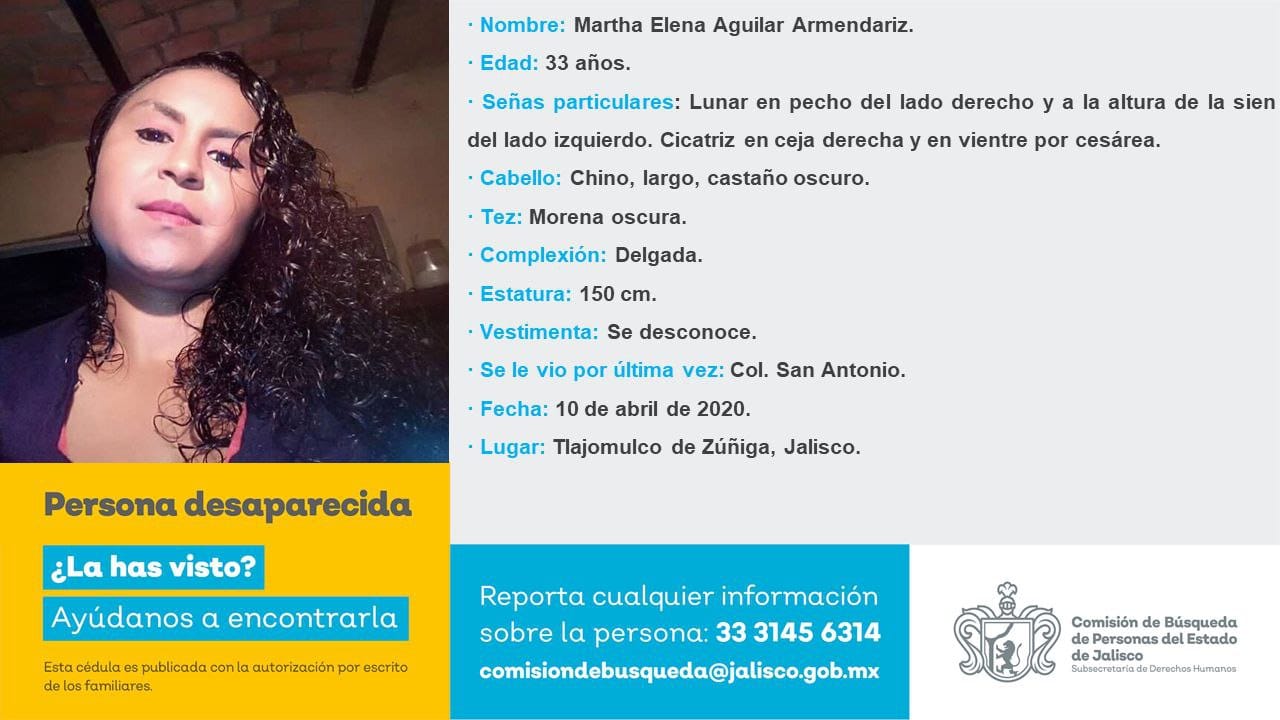 · Nombre: Martha Elena Aguilar Armendariz.
· Edad: 33 años.
· Señas particulares: Lunar en pecho del lado derecho y a la altura de la sien
del lado izquierdo. Cicatriz en ceja derecha y en vientre por cesárea.
· Cabello: Chino, largo, castaño oscuro.
· Tez: Morena oscura.
· Complexión: Delgada.
· Estatura: 150 cm.
· Vestimenta: Se desconoce.
· Se le vio por última vez: Col. San Antonio.
· Fecha: 10 de abril de 2020.
· Lugar: Tlajomulco de Zúñiga, Jalisco.
Persona desaparecida
¿La has visto?
Ayúdanos a encontrarla
Esta cédula es publicada con la autorización por escrito
de los familiares.
Reporta cualquier información
sobre la persona: 33 3145 6314
comisiondebusqueda@jalisco.gob.mx
Comisión de Búsqueda
de Personas del Estado
de Jalisco
Subsecretaría de Derechos Humanos